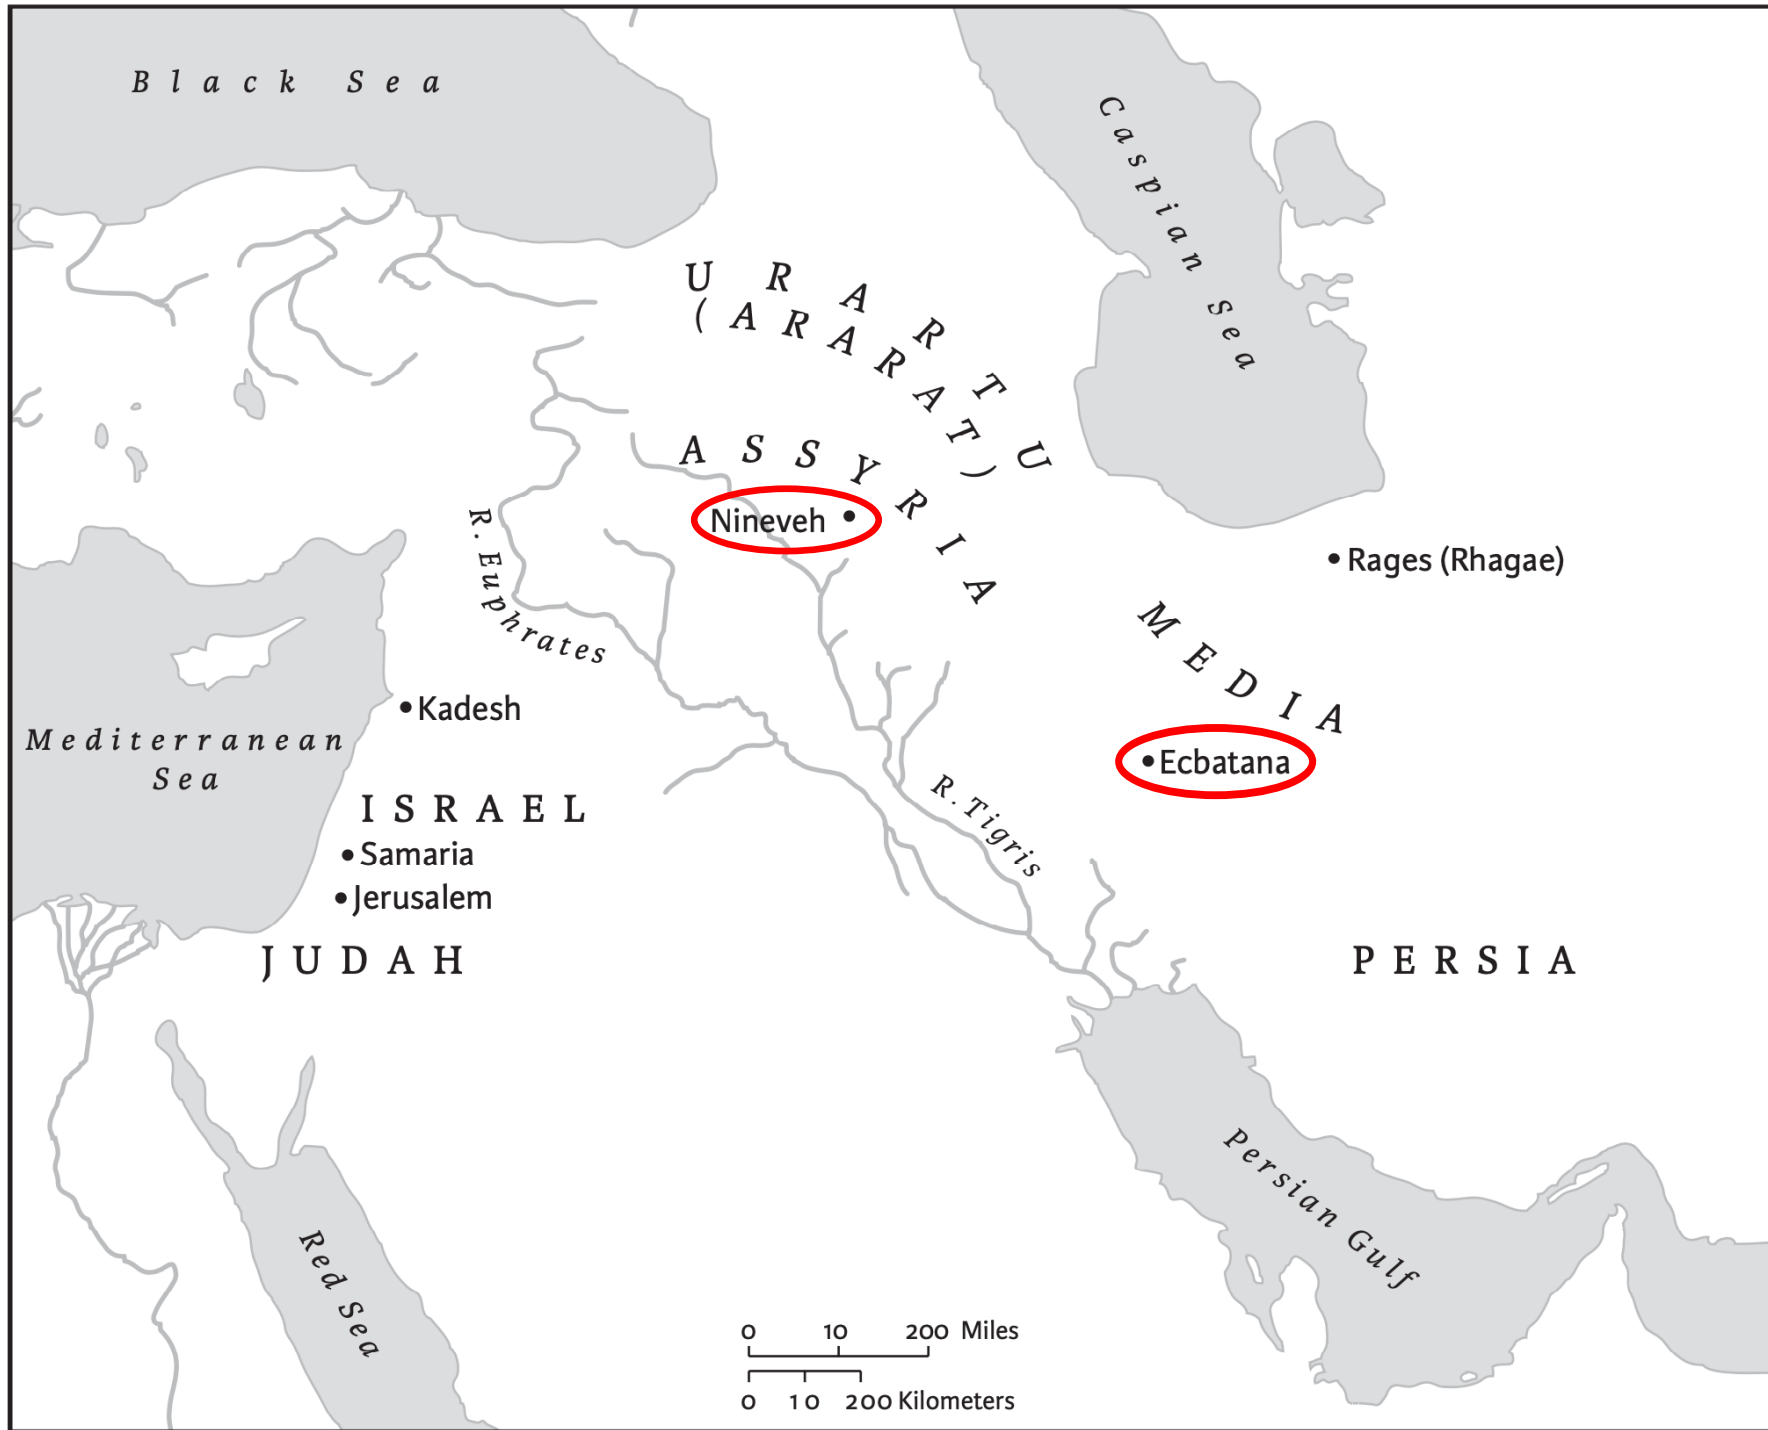 Black Sea
Caspian Sea
URARTU
(ARARAT)
ASSYRIA
Nineveh
R. Euphrates
Rages (Rhagae)
MEDIA
Kadesh
Mediterranean
Sea
Ecbatana
ISRAEL
R. Tigris
Samaria
Jerusalem
JUDAH
PERSIA
Persian Gulf
Red Sea
0 10 200 Miles
0 10 200 Kilometers